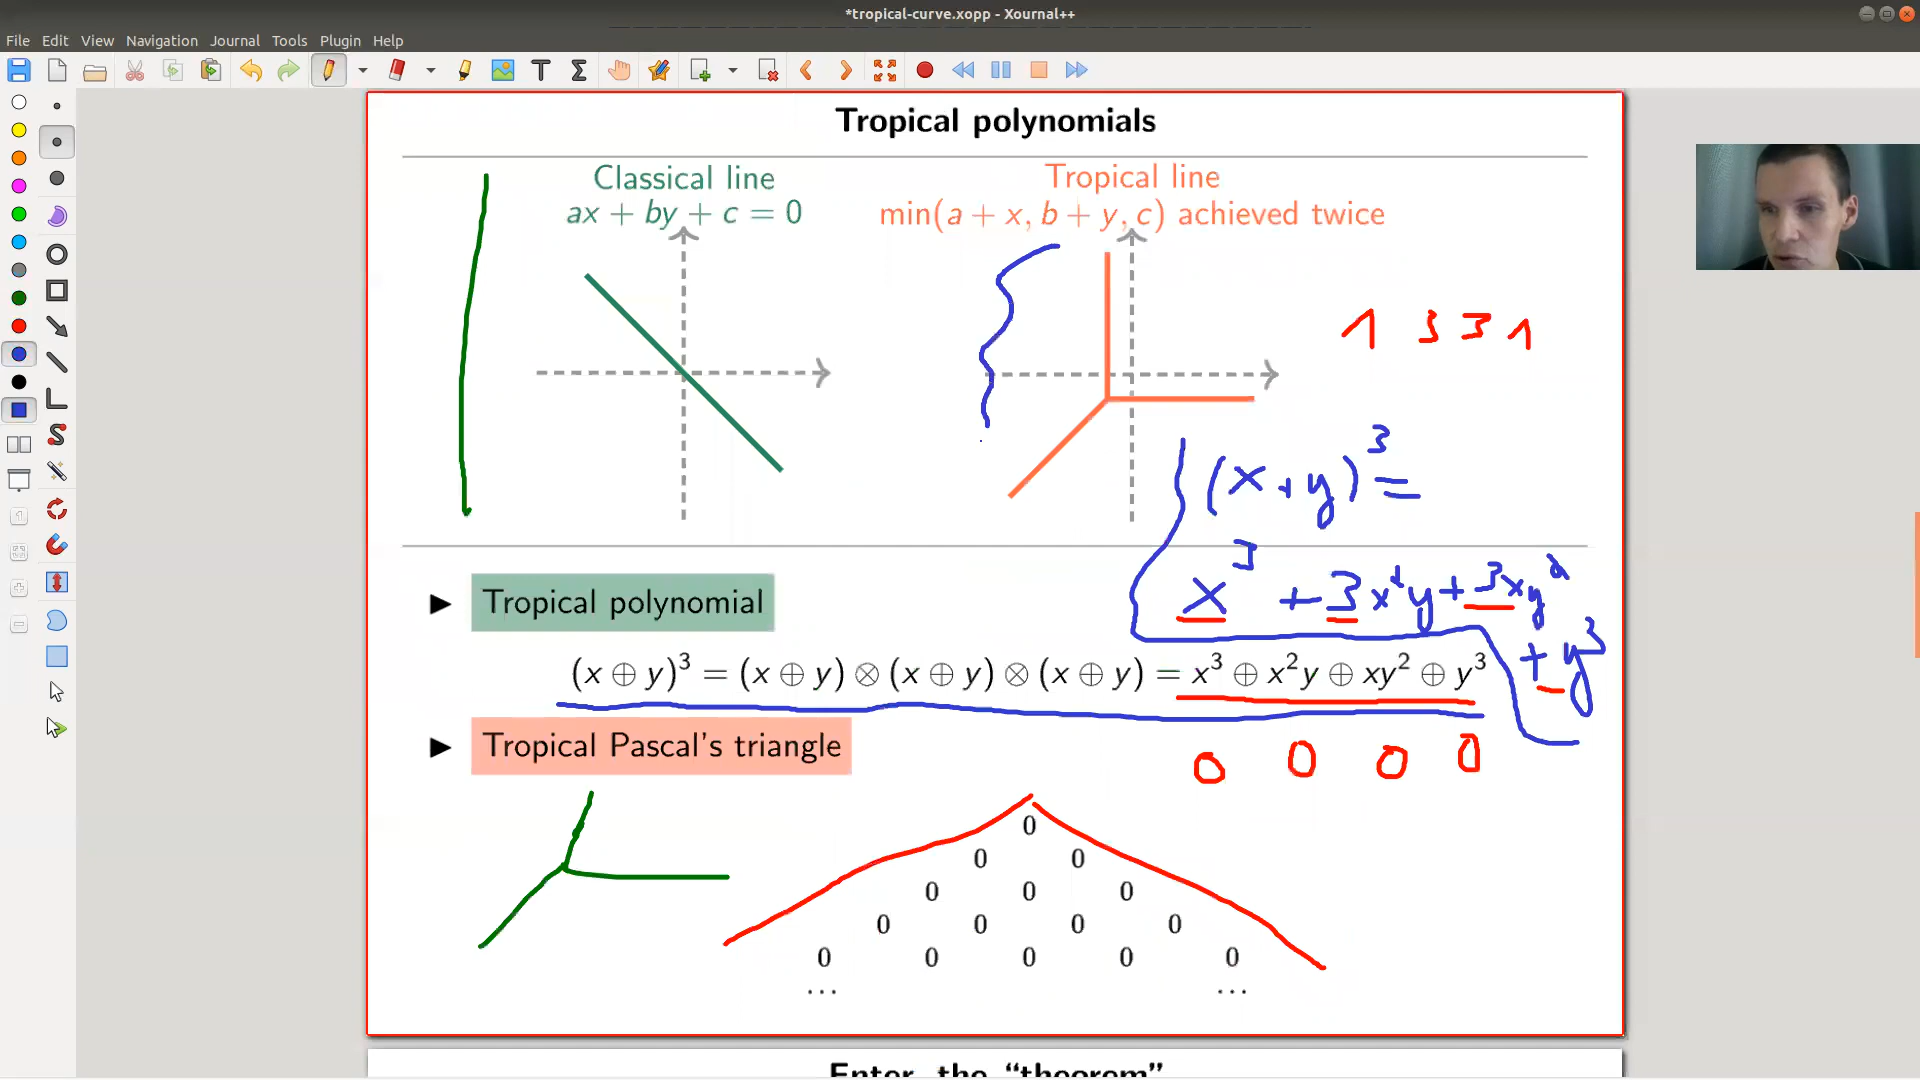 *tropical-curve.xopp - Xournal++
File Edit View Navigation Journal Tools Plugin Help
Tropical polynomials
Classical line
ax + by + c = 0
Tropical line
min(a + x, b + y, c) achieved twice
1 3 3 1
(x+y)³ =
x³ + 3x²y + 3xy²
+ y³
▶ Tropical polynomial
(x ⊕ y)³ = (x ⊕ y) ⊗ (x ⊕ y) ⊗ (x ⊕ y) = x³ ⊕ x²y ⊕ xy² ⊕ y³
▶ Tropical Pascal's triangle
0 0 0 0
0
0 0
0 0 0
0 0 0 0
0 0 0 0 0
... ...
Enter the “theorem”